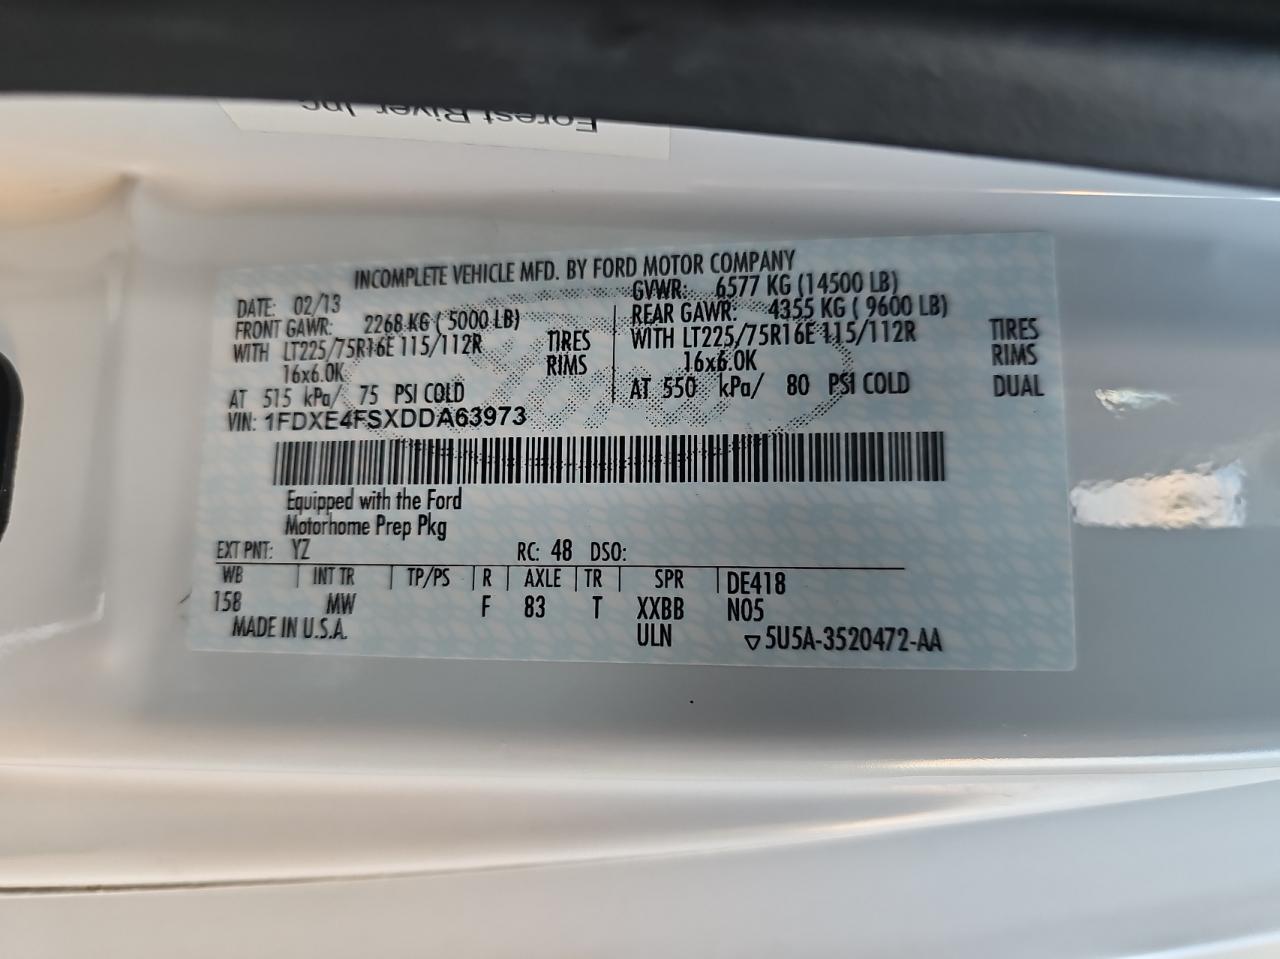 Forest River, Inc.
INCOMPLETE VEHICLE MFD. BY FORD MOTOR COMPANY
DATE: 02/13 GVWR: 6577 KG (14500 LB)
FRONT GAWR: 2268 KG ( 5000 LB) REAR GAWR: 4355 KG ( 9600 LB)
WITH LT225/75R16E 115/112R TIRES WITH LT225/75R16E 115/112R TIRES
16x6.0K RIMS 16x6.0K RIMS
AT 515 kPa/ 75 PSI COLD AT 550 kPa/ 80 PSI COLD DUAL
VIN: 1FDXE4FSXDDA63973
Equipped with the Ford
Motorhome Prep Pkg
EXT PNT: YZ RC: 48 DSO:
WB INT TR TP/PS R AXLE TR SPR DE418
158 MW F 83 T XXBB N05
MADE IN U.S.A. ULN ▽5U5A-3520472-AA